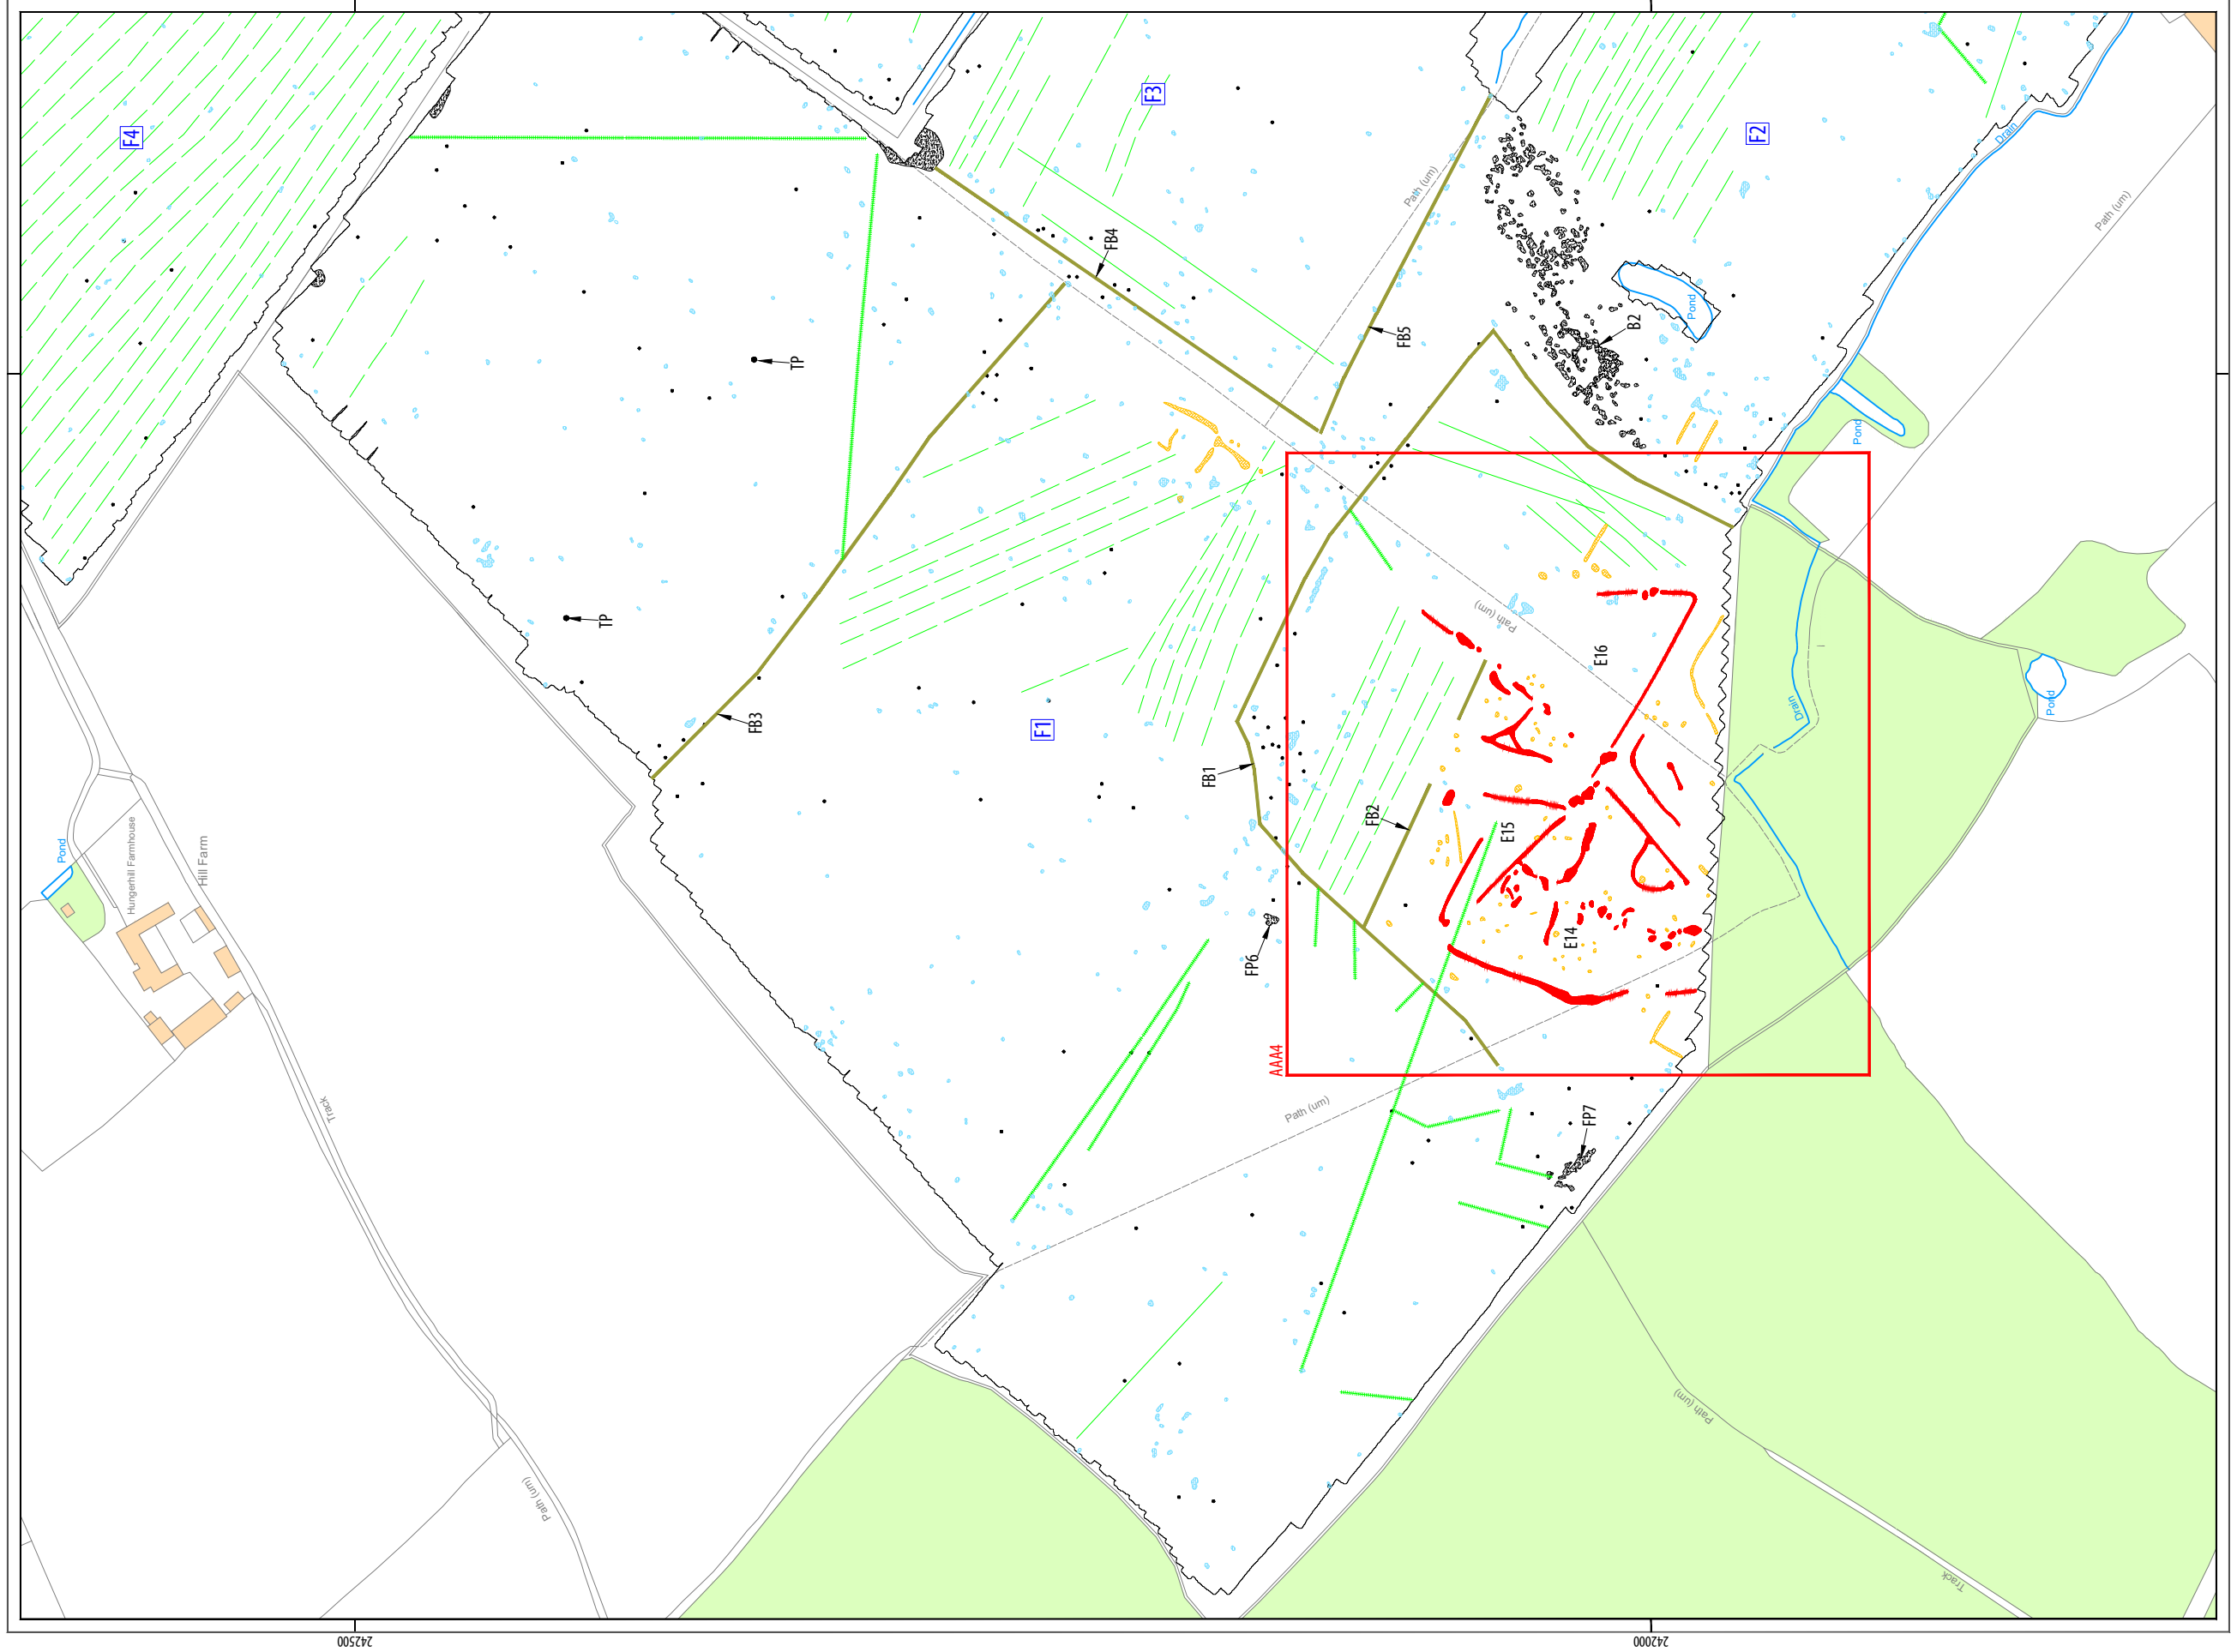 F4
F3
F2
Drain
Path (um)
Path (um)
FB4
Pond
B2
FB5
TP
Pond
TP
Path (um)
E16
Pond
Drain
FB3
F1
FB1
FB2
E15
Pond
Hungerhill Farmhouse
Hill Farm
E14
FP6
AAA4
Path (um)
FP7
Track
Path (um)
Path (um)
Track
242500
242000